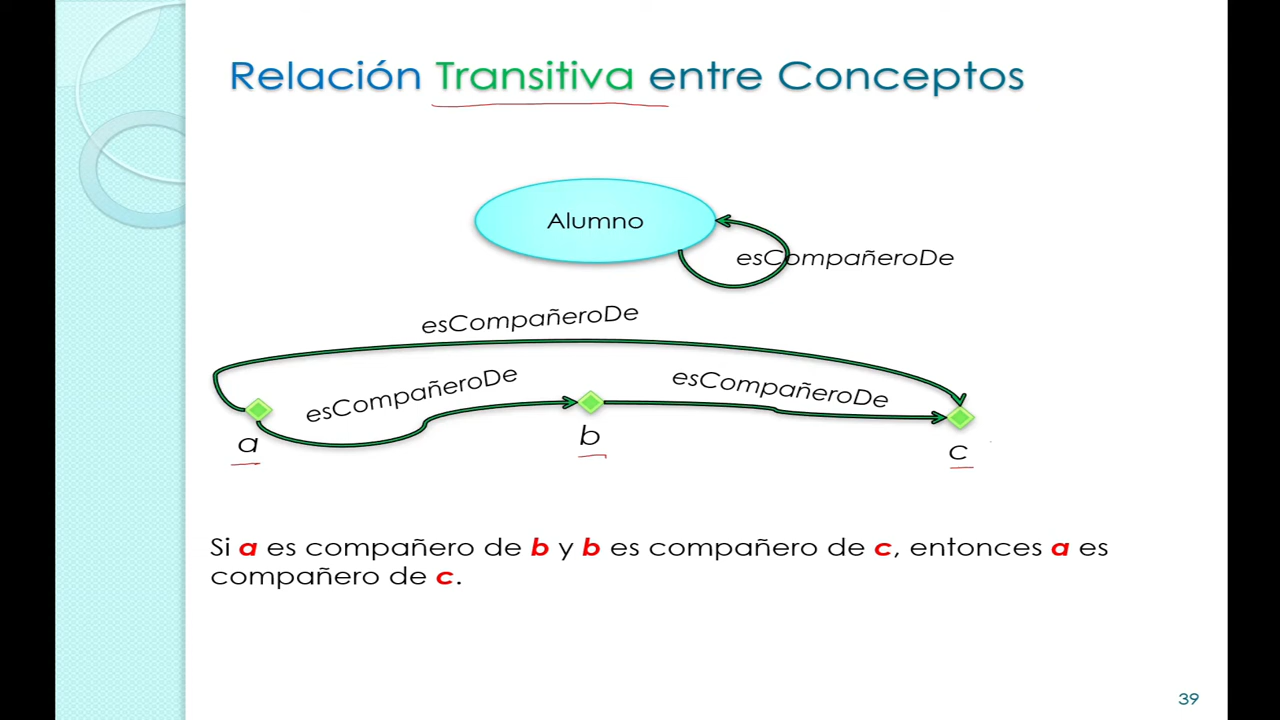 Relación Transitiva entre Conceptos
Alumno
esCompañeroDe
esCompañeroDe
esCompañeroDe
esCompañeroDe
a
b
c
Si a es compañero de b y b es compañero de c, entonces a es
compañero de c.
39